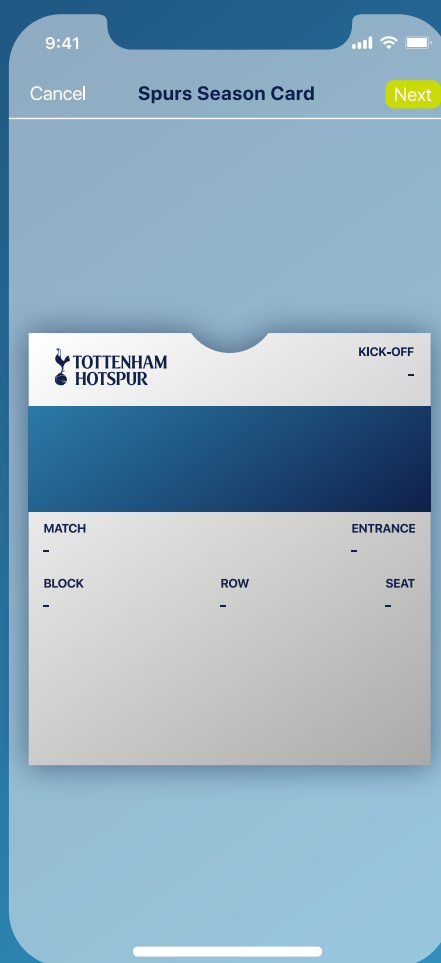 9:41
Cancel Spurs Season Card Next
TOTTENHAM
HOTSPUR
KICK-OFF
-
MATCH ENTRANCE
- -
BLOCK ROW SEAT
- - -